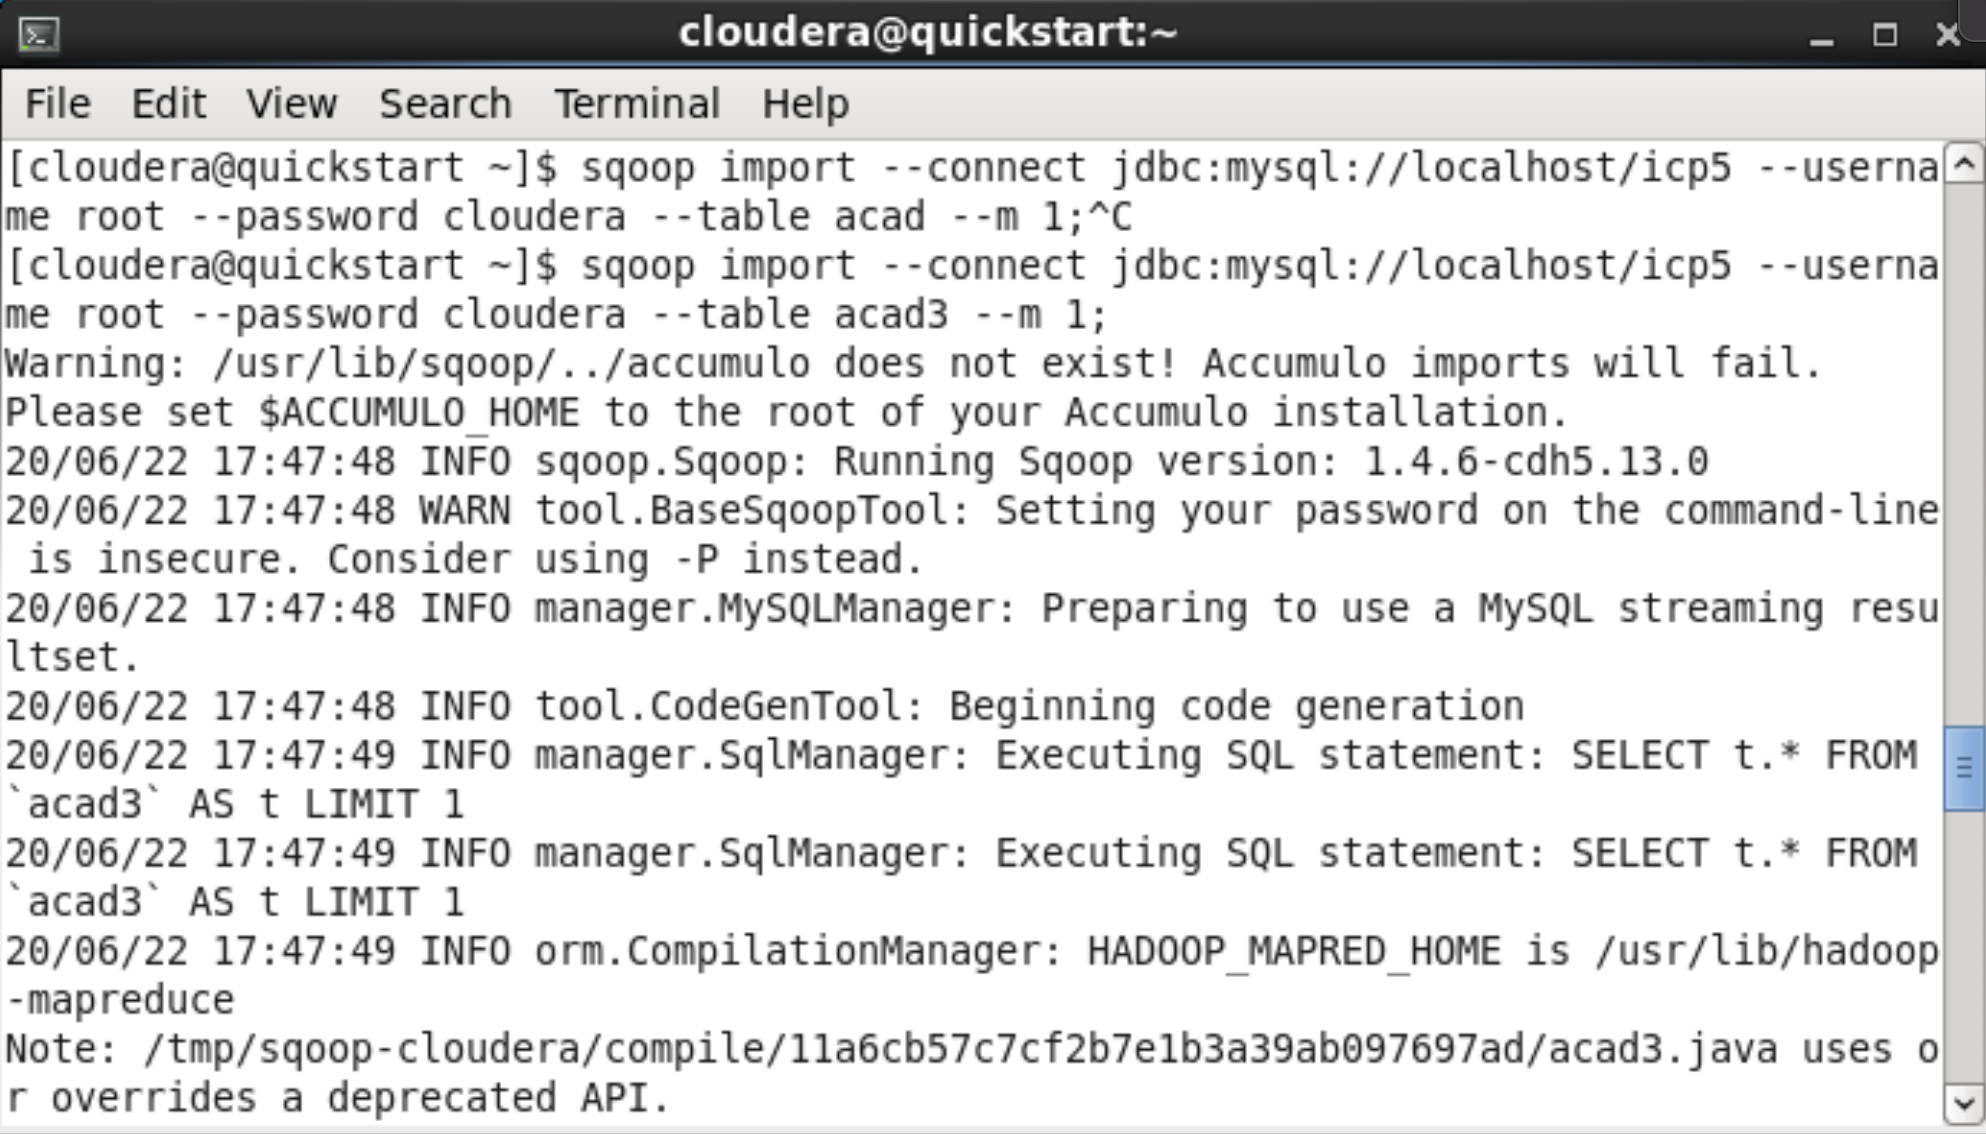 cloudera@quickstart:~
File Edit View Search Terminal Help
[cloudera@quickstart ~]$ sqoop import --connect jdbc:mysql://localhost/icp5 --userna
me root --password cloudera --table acad --m 1;^C
[cloudera@quickstart ~]$ sqoop import --connect jdbc:mysql://localhost/icp5 --userna
me root --password cloudera --table acad3 --m 1;
Warning: /usr/lib/sqoop/../accumulo does not exist! Accumulo imports will fail.
Please set $ACCUMULO_HOME to the root of your Accumulo installation.
20/06/22 17:47:48 INFO sqoop.Sqoop: Running Sqoop version: 1.4.6-cdh5.13.0
20/06/22 17:47:48 WARN tool.BaseSqoopTool: Setting your password on the command-line
 is insecure. Consider using -P instead.
20/06/22 17:47:48 INFO manager.MySQLManager: Preparing to use a MySQL streaming resu
ltset.
20/06/22 17:47:48 INFO tool.CodeGenTool: Beginning code generation
20/06/22 17:47:49 INFO manager.SqlManager: Executing SQL statement: SELECT t.* FROM
`acad3` AS t LIMIT 1
20/06/22 17:47:49 INFO manager.SqlManager: Executing SQL statement: SELECT t.* FROM
`acad3` AS t LIMIT 1
20/06/22 17:47:49 INFO orm.CompilationManager: HADOOP_MAPRED_HOME is /usr/lib/hadoop
-mapreduce
Note: /tmp/sqoop-cloudera/compile/11a6cb57c7cf2b7e1b3a39ab097697ad/acad3.java uses o
r overrides a deprecated API.